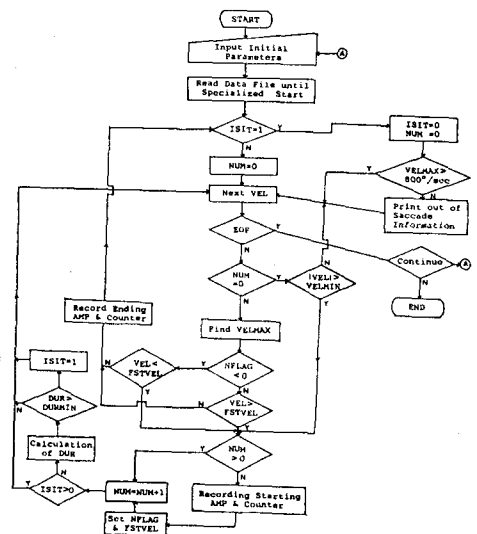 START
Input Initial
Parameters
A
Read Data File until
Specialized Start
ISIT=1
Y
N
ISIT=0
NUM =0
NUM=0
VELMAX>
800°/sec
Y
N
Next VEL
Print out of
Saccade
Information
EOF
Y
N
Continue
Y
A
N
END
NUM
=0
Y
N
|VEL|>
VELMIN
N
Y
Find VELMAX
Record Ending
AMP & Counter
NFLAG
<0
Y
N
VEL<
FSTVEL
N
Y
VEL>
FSTVEL
N
Y
ISIT=1
DUR>
DURMIN
Y
N
Calculation
of DUR
NUM
>0
Y
N
ISIT>0
N
Y
NUM=NUM+1
Recording Starting
AMP & Counter
Set NFLAG
& FSTVEL